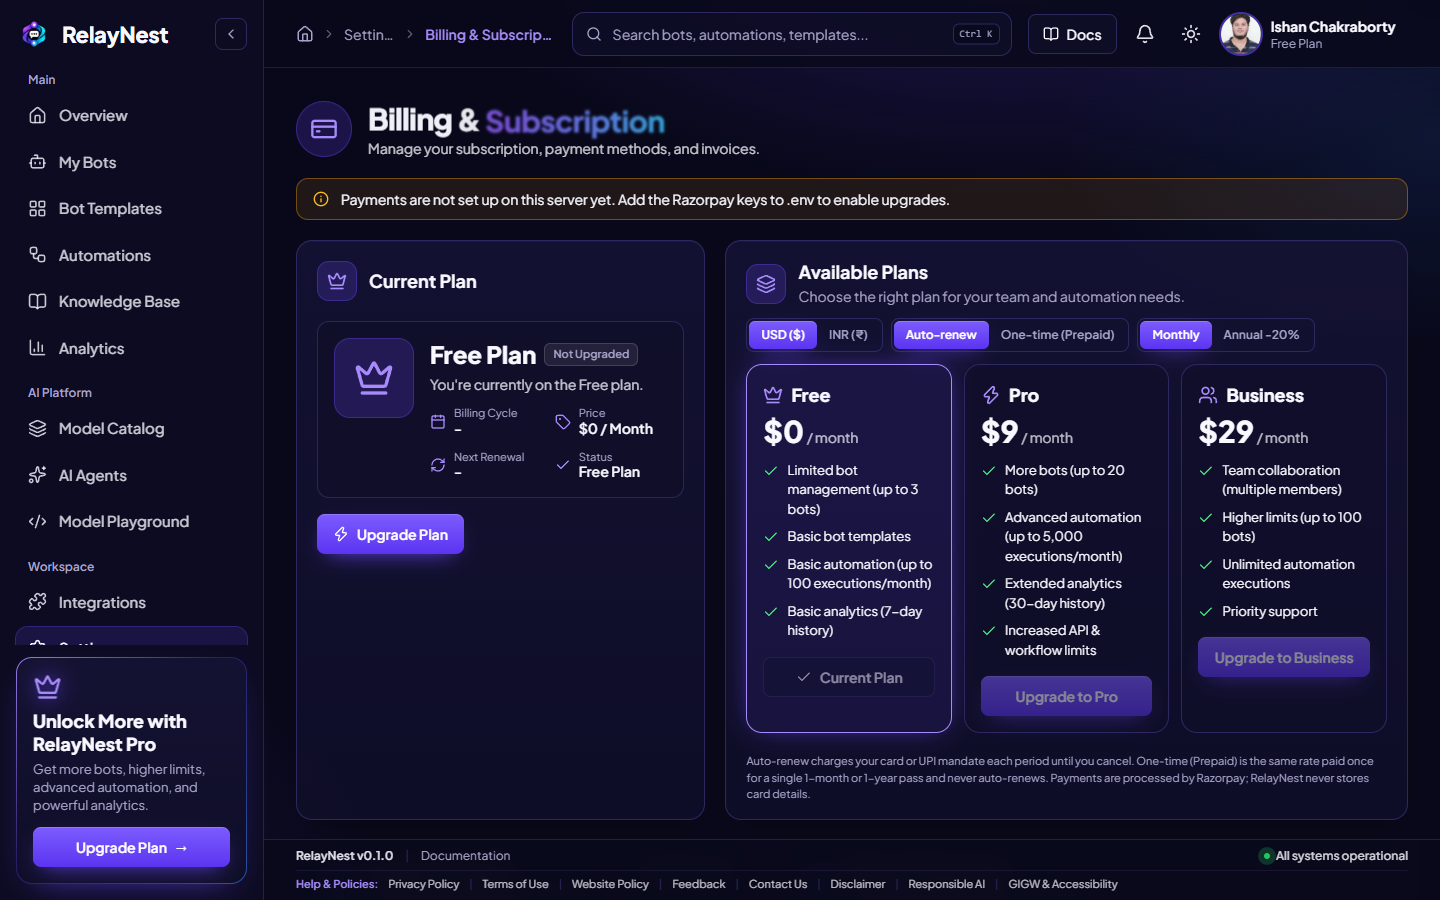 RelayNest
Main
Overview
My Bots
Bot Templates
Automations
Knowledge Base
Analytics
AI Platform
Model Catalog
AI Agents
Model Playground
Workspace
Integrations
Unlock More with
RelayNest Pro
Get more bots, higher limits,
advanced automation, and
powerful analytics.
Upgrade Plan →
Settin... > Billing & Subscrip...
Search bots, automations, templates...
Ctrl K
Docs
Ishan Chakraborty
Free Plan
Billing & Subscription
Manage your subscription, payment methods, and invoices.
Payments are not set up on this server yet. Add the Razorpay keys to .env to enable upgrades.
Current Plan
Free Plan Not Upgraded
You're currently on the Free plan.
Billing Cycle
–
Price
$0 / Month
Next Renewal
–
Status
Free Plan
Upgrade Plan
Available Plans
Choose the right plan for your team and automation needs.
USD ($) INR (₹) Auto-renew One-time (Prepaid) Monthly Annual -20%
Free
$0 / month
Limited bot
management (up to 3
bots)
Basic bot templates
Basic automation (up to
100 executions/month)
Basic analytics (7-day
history)
Current Plan
Pro
$9 / month
More bots (up to 20
bots)
Advanced automation
(up to 5,000
executions/month)
Extended analytics
(30-day history)
Increased API &
workflow limits
Upgrade to Pro
Business
$29 / month
Team collaboration
(multiple members)
Higher limits (up to 100
bots)
Unlimited automation
executions
Priority support
Upgrade to Business
Auto-renew charges your card or UPI mandate each period until you cancel. One-time (Prepaid) is the same rate paid once
for a single 1-month or 1-year pass and never auto-renews. Payments are processed by Razorpay; RelayNest never stores
card details.
RelayNest v0.1.0 | Documentation
All systems operational
Help & Policies: Privacy Policy | Terms of Use | Website Policy | Feedback | Contact Us | Disclaimer | Responsible AI | GIGW & Accessibility